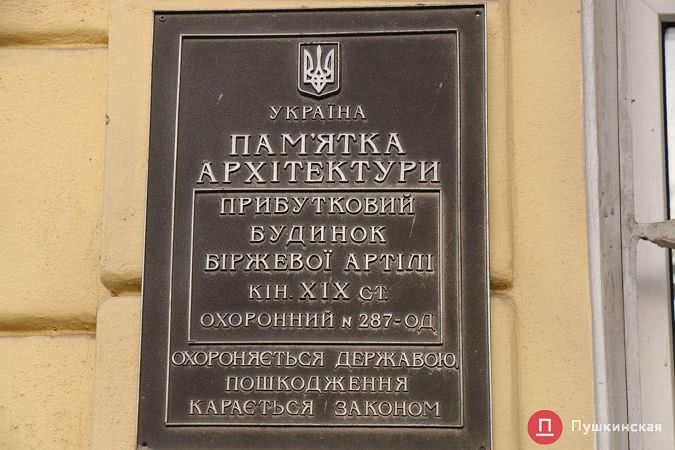 УКРАЇНА
ПАМ'ЯТКА
АРХІТЕКТУРИ
ПРИБУТКОВИЙ
БУДИНОК
БІРЖЕВОЇ АРТІЛІ
КІН. XIX СТ.
ОХОРОННИЙ N 287-ОД
ОХОРОНЯЄТЬСЯ ДЕРЖАВОЮ,
ПОШКОДЖЕННЯ
КАРАЄТЬСЯ ЗАКОНОМ
Пушкинская